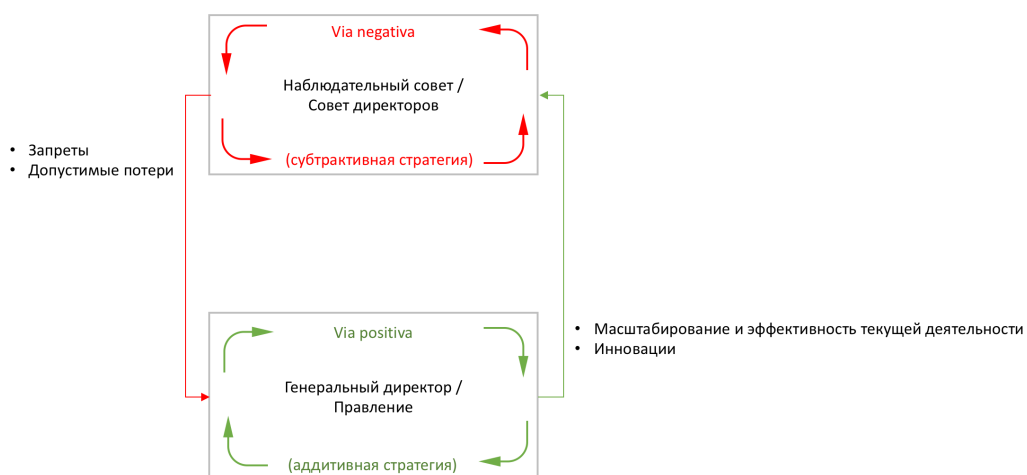 Via negativa
Наблюдательный совет /
Совет директоров
(субтрактивная стратегия)
• Запреты
• Допустимые потери
Via positiva
Генеральный директор /
Правление
(аддитивная стратегия)
• Масштабирование и эффективность текущей деятельности
• Инновации